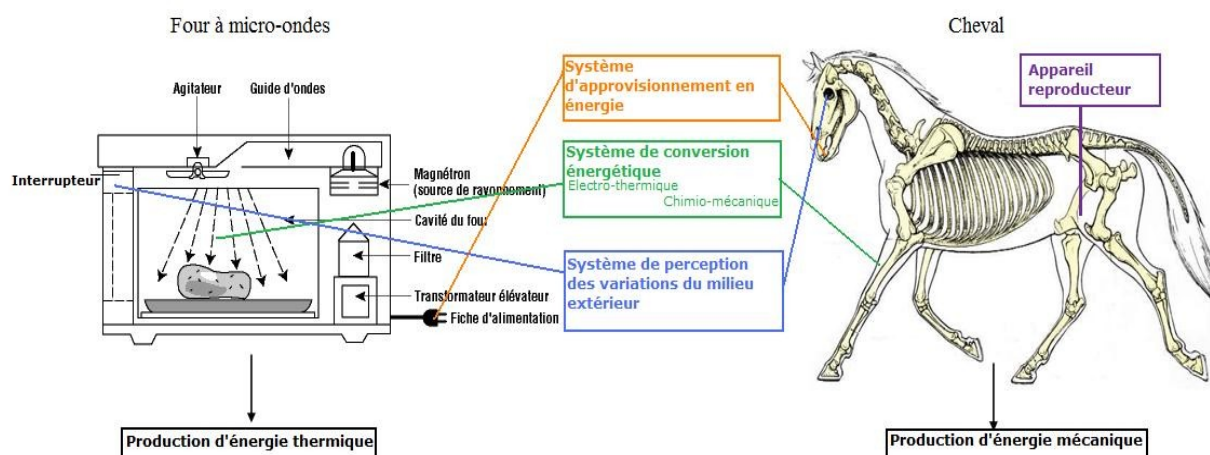 Four à micro-ondes
Cheval
Agitateur
Guide d'ondes
Interrupteur
Magnétron
(source de rayonnement)
Cavité du four
Filtre
Transformateur élévateur
Fiche d'alimentation
Production d'énergie thermique
Système
d'approvisionnement en
énergie
Système de conversion
énergétique
Electro-thermique
Chimio-mécanique
Système de perception
des variations du milieu
extérieur
Appareil
reproducteur
Production d'énergie mécanique